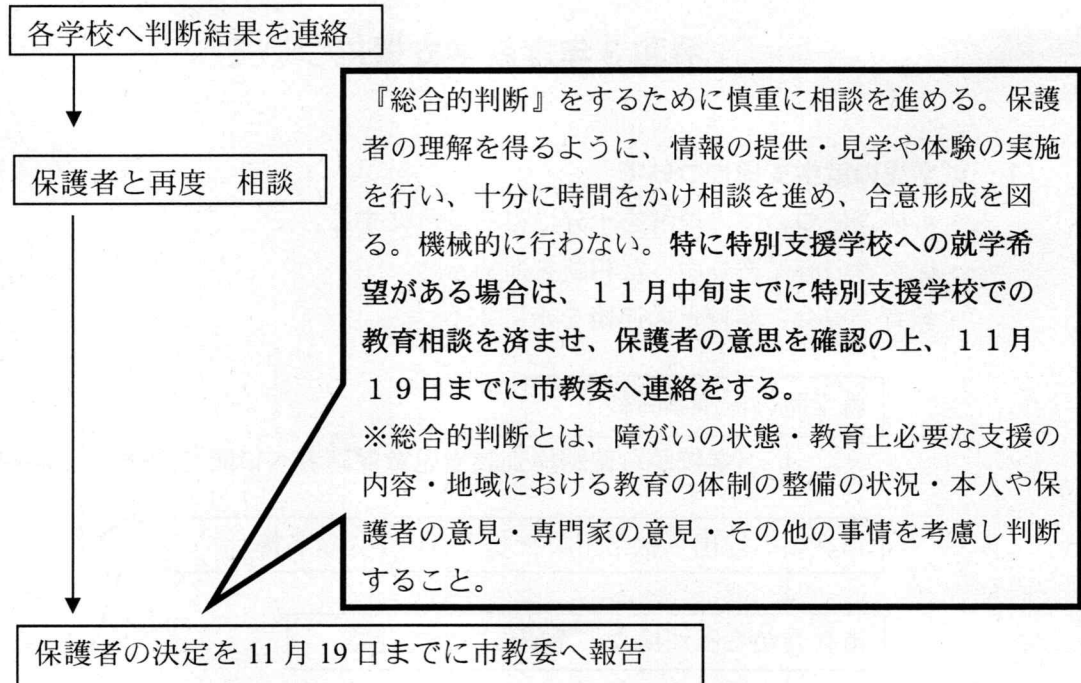 各学校へ判断結果を連絡
保護者と再度　相談
『総合的判断』をするために慎重に相談を進める。保護
者の理解を得るように、情報の提供・見学や体験の実施
を行い、十分に時間をかけ相談を進め、合意形成を図
る。機械的に行わない。特に特別支援学校への就学希
望がある場合は、１１月中旬までに特別支援学校での
教育相談を済ませ、保護者の意思を確認の上、１１月
１９日までに市教委へ連絡をする。
※総合的判断とは、障がいの状態・教育上必要な支援の
内容・地域における教育の体制の整備の状況・本人や保
護者の意見・専門家の意見・その他の事情を考慮し判断
すること。
保護者の決定を 11 月 19 日までに市教委へ報告